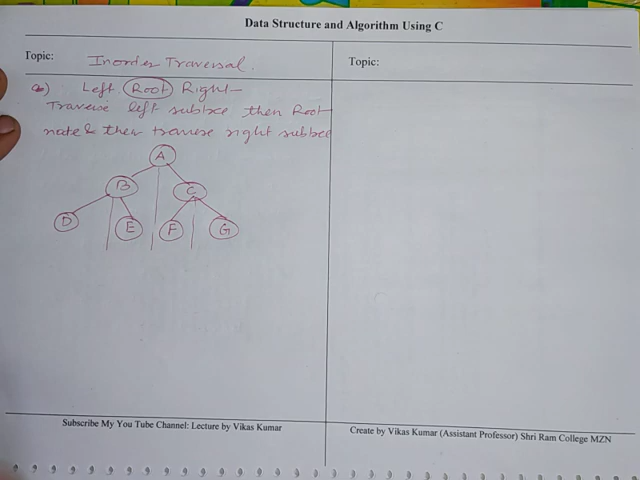 Data Structure and Algorithm Using C
Topic: Inorder Traversal.
Topic:
Left (Root) Right
Traverse left subtree then Root
node & then traverse right subtree
A
B C
D E F G
Subscribe My You Tube Channel: Lecture by Vikas Kumar
Create by Vikas Kumar (Assistant Professor) Shri Ram College MZN